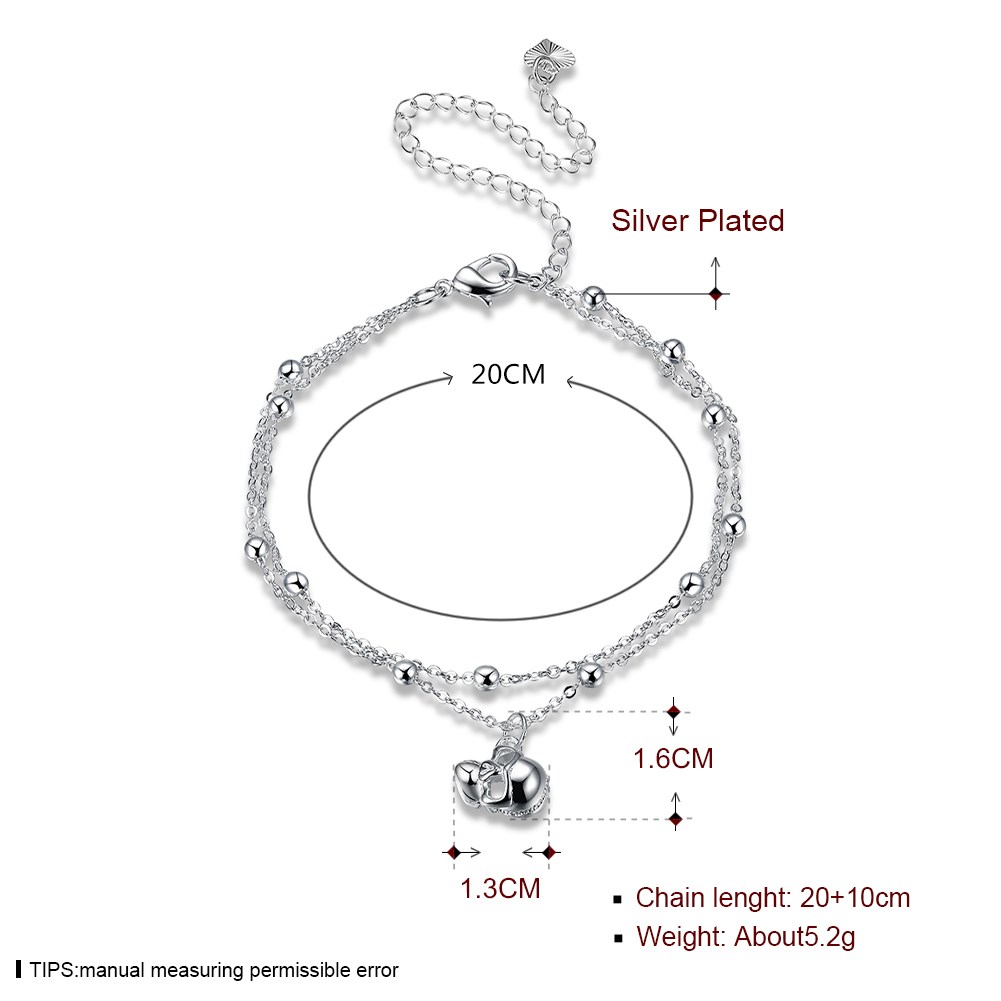 Silver Plated
20CM
1.6CM
1.3CM
Chain lenght: 20+10cm
Weight: About5.2g
TIPS:manual measuring permissible error